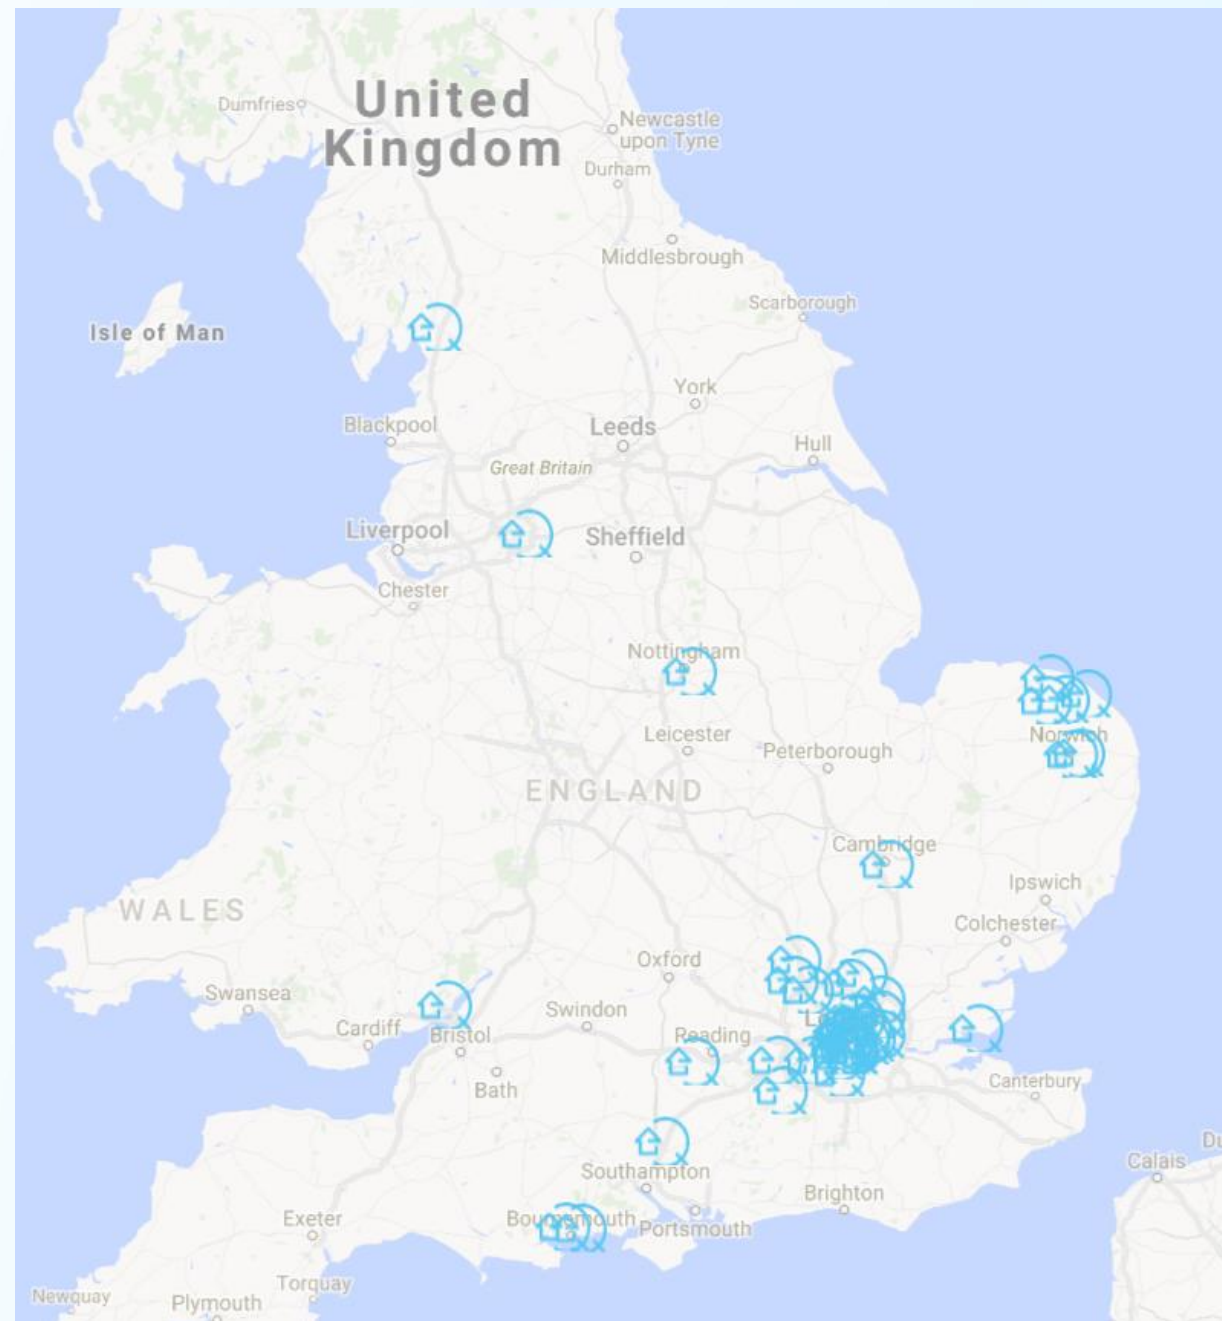 United
Kingdom
Dumfries
Newcastle
upon Tyne
Durham
Middlesbrough
Scarborough
Isle of Man
York
Blackpool
Leeds
Hull
Great Britain
Liverpool
Sheffield
Chester
Nottingham
Norwich
Leicester
Peterborough
ENGLAND
Cambridge
Ipswich
WALES
Colchester
Oxford
Swansea
Swindon
Cardiff
Bristol
Reading
Bath
Canterbury
Southampton
Calais
Brighton
Exeter
Bournemouth
Portsmouth
Torquay
Newquay
Plymouth